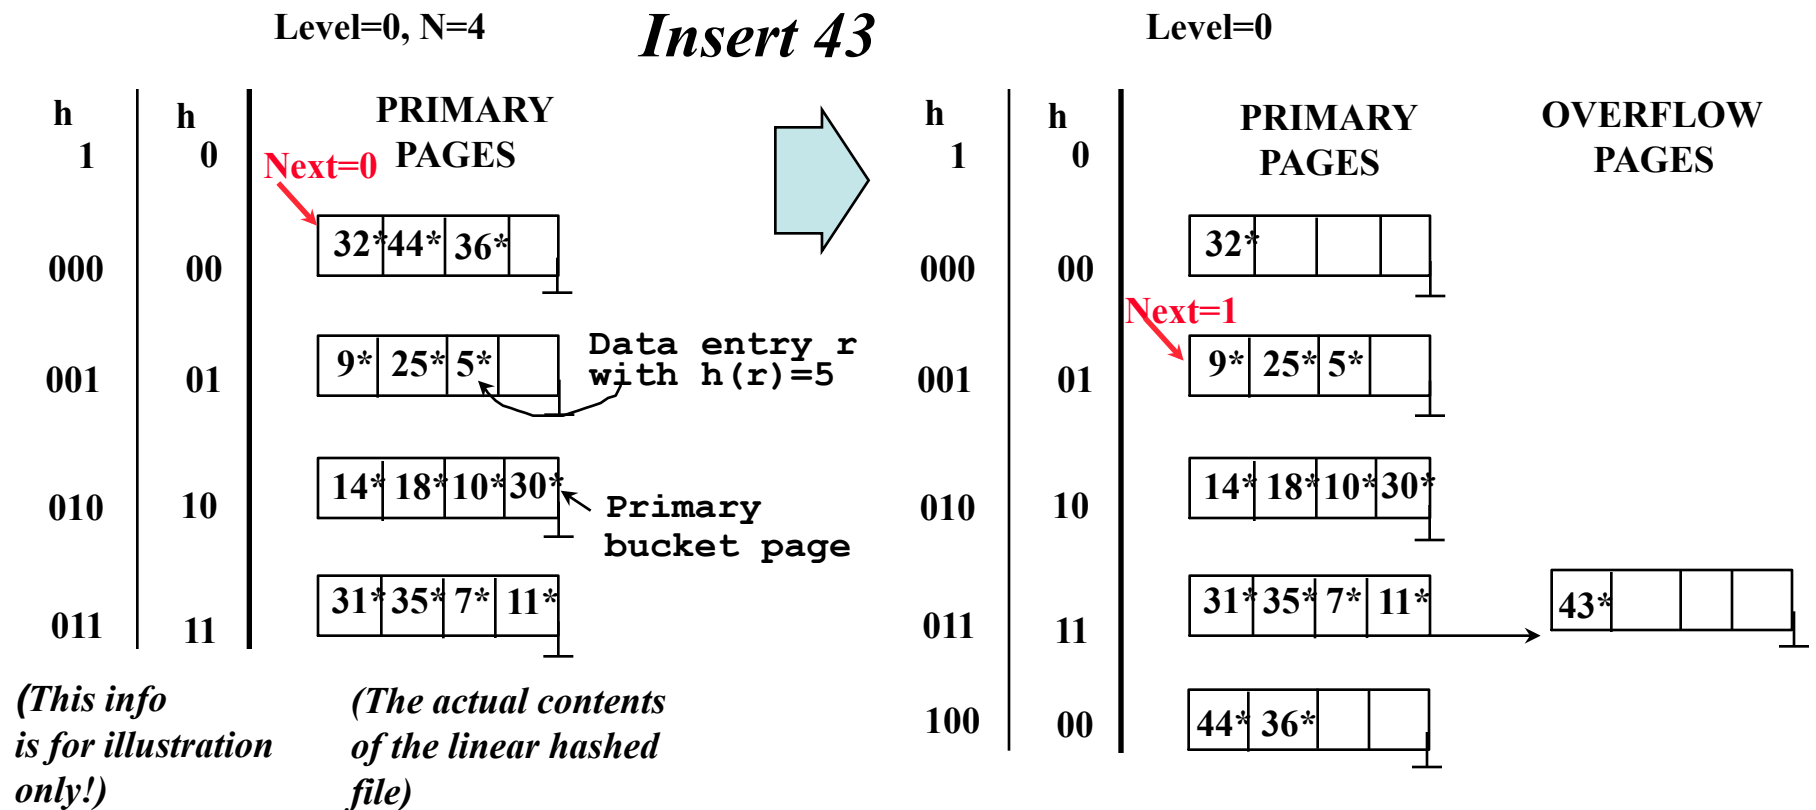 Level=0, N=4
Insert 43
Level=0
h 1
h 0
PRIMARY
PAGES
Next=0
000 00 32* 44* 36*
001 01 9* 25* 5*
Data entry r
with h(r)=5
010 10 14* 18* 10* 30*
Primary
bucket page
011 11 31* 35* 7* 11*
(This info
is for illustration
only!)
(The actual contents
of the linear hashed
file)
h 1
h 0
PRIMARY
PAGES
OVERFLOW
PAGES
000 00 32*
Next=1
001 01 9* 25* 5*
010 10 14* 18* 10* 30*
011 11 31* 35* 7* 11* 43*
100 00 44* 36*